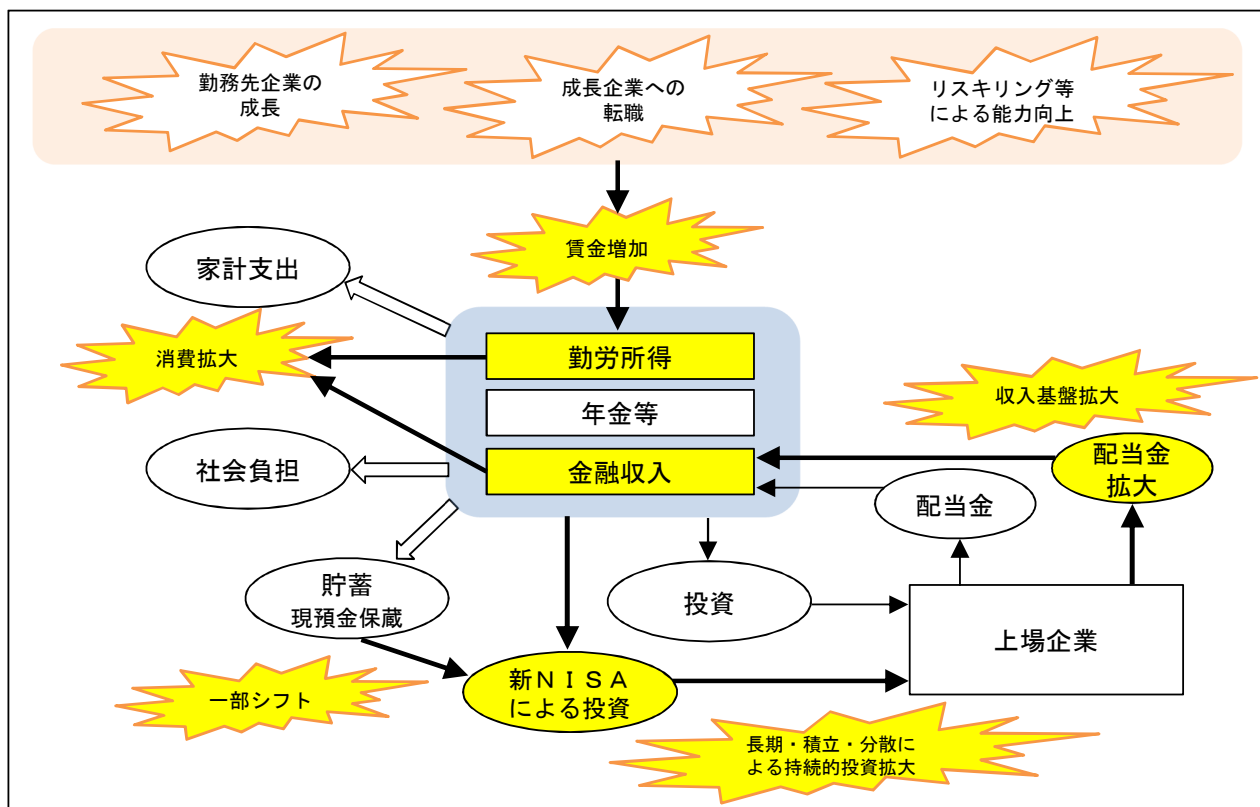 勤務先企業の
成長
成長企業への
転職
リスキリング等
による能力向上
賃金増加
家計支出
消費拡大
勤労所得
年金等
金融収入
収入基盤拡大
社会負担
配当金
拡大
配当金
貯蓄
現預金保蔵
投資
上場企業
一部シフト
新ＮＩＳＡ
による投資
長期・積立・分散に
よる持続的投資拡大